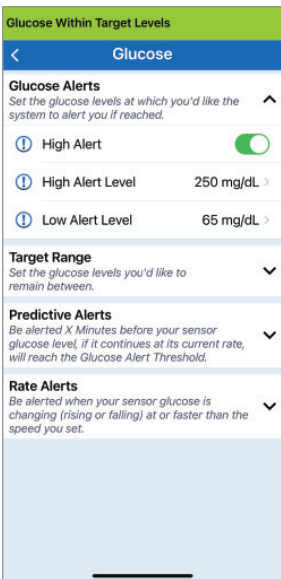 Glucose Within Target Levels
Glucose
Glucose Alerts
Set the glucose levels at which you'd like the
system to alert you if reached.
High Alert
High Alert Level 250 mg/dL
Low Alert Level 65 mg/dL
Target Range
Set the glucose levels you'd like to
remain between.
Predictive Alerts
Be alerted X Minutes before your sensor
glucose level, if it continues at its current rate,
will reach the Glucose Alert Threshold.
Rate Alerts
Be alerted when your sensor glucose is
changing (rising or falling) at or faster than the
speed you set.